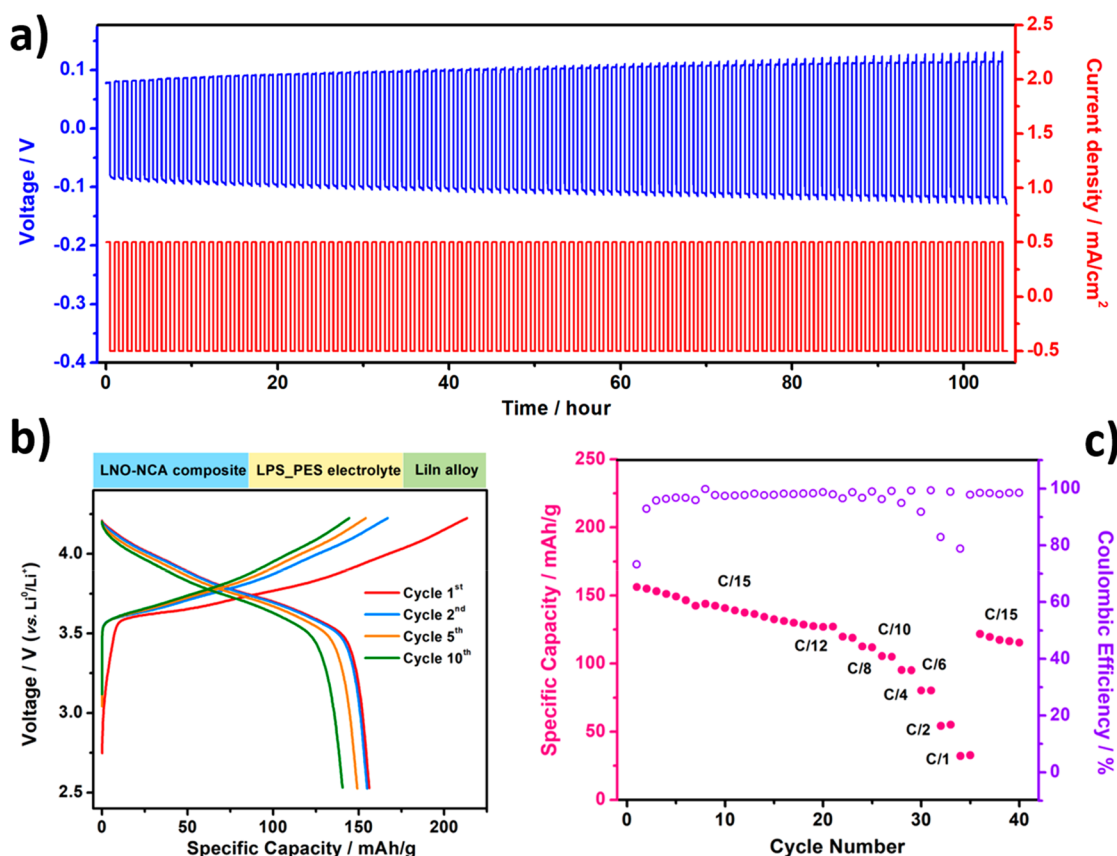 a)
0.1
0.0
-0.1
-0.2
-0.3
-0.4
Voltage / V
2.5
2.0
1.5
1.0
0.5
0.0
-0.5
Current density / mA/cm²
0 20 40 60 80 100
Time / hour
b)
LNO-NCA composite LPS_PES electrolyte LiIn alloy
4.0
3.5
3.0
2.5
Voltage / V (vs. Li⁰/Li⁺)
Cycle 1st
Cycle 2nd
Cycle 5th
Cycle 10th
0 50 100 150 200
Specific Capacity / mAh/g
c)
250
200
150
100
50
0
Specific Capacity / mAh/g
C/15
C/12
C/10
C/8
C/6
C/4
C/2
C/1
C/15
100
80
60
40
20
0
Coulombic Efficiency / %
0 10 20 30 40
Cycle Number